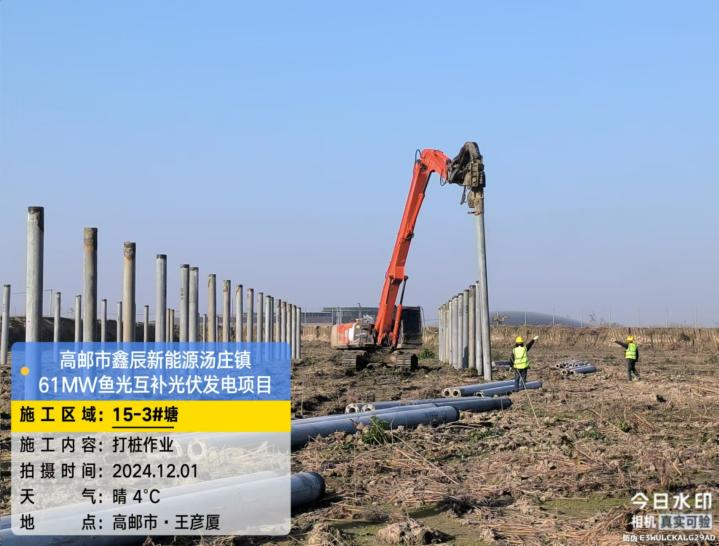 高邮市鑫辰新能源汤庄镇
61MW鱼光互补光伏发电项目
施工区域：15-3#塘
施工内容：打桩作业
拍摄时间：2024.12.01
天气：晴 4℃
地点：高邮市·王彦厦
今日水印
相机 真实可验
防伪 E3WULCKALG29AD